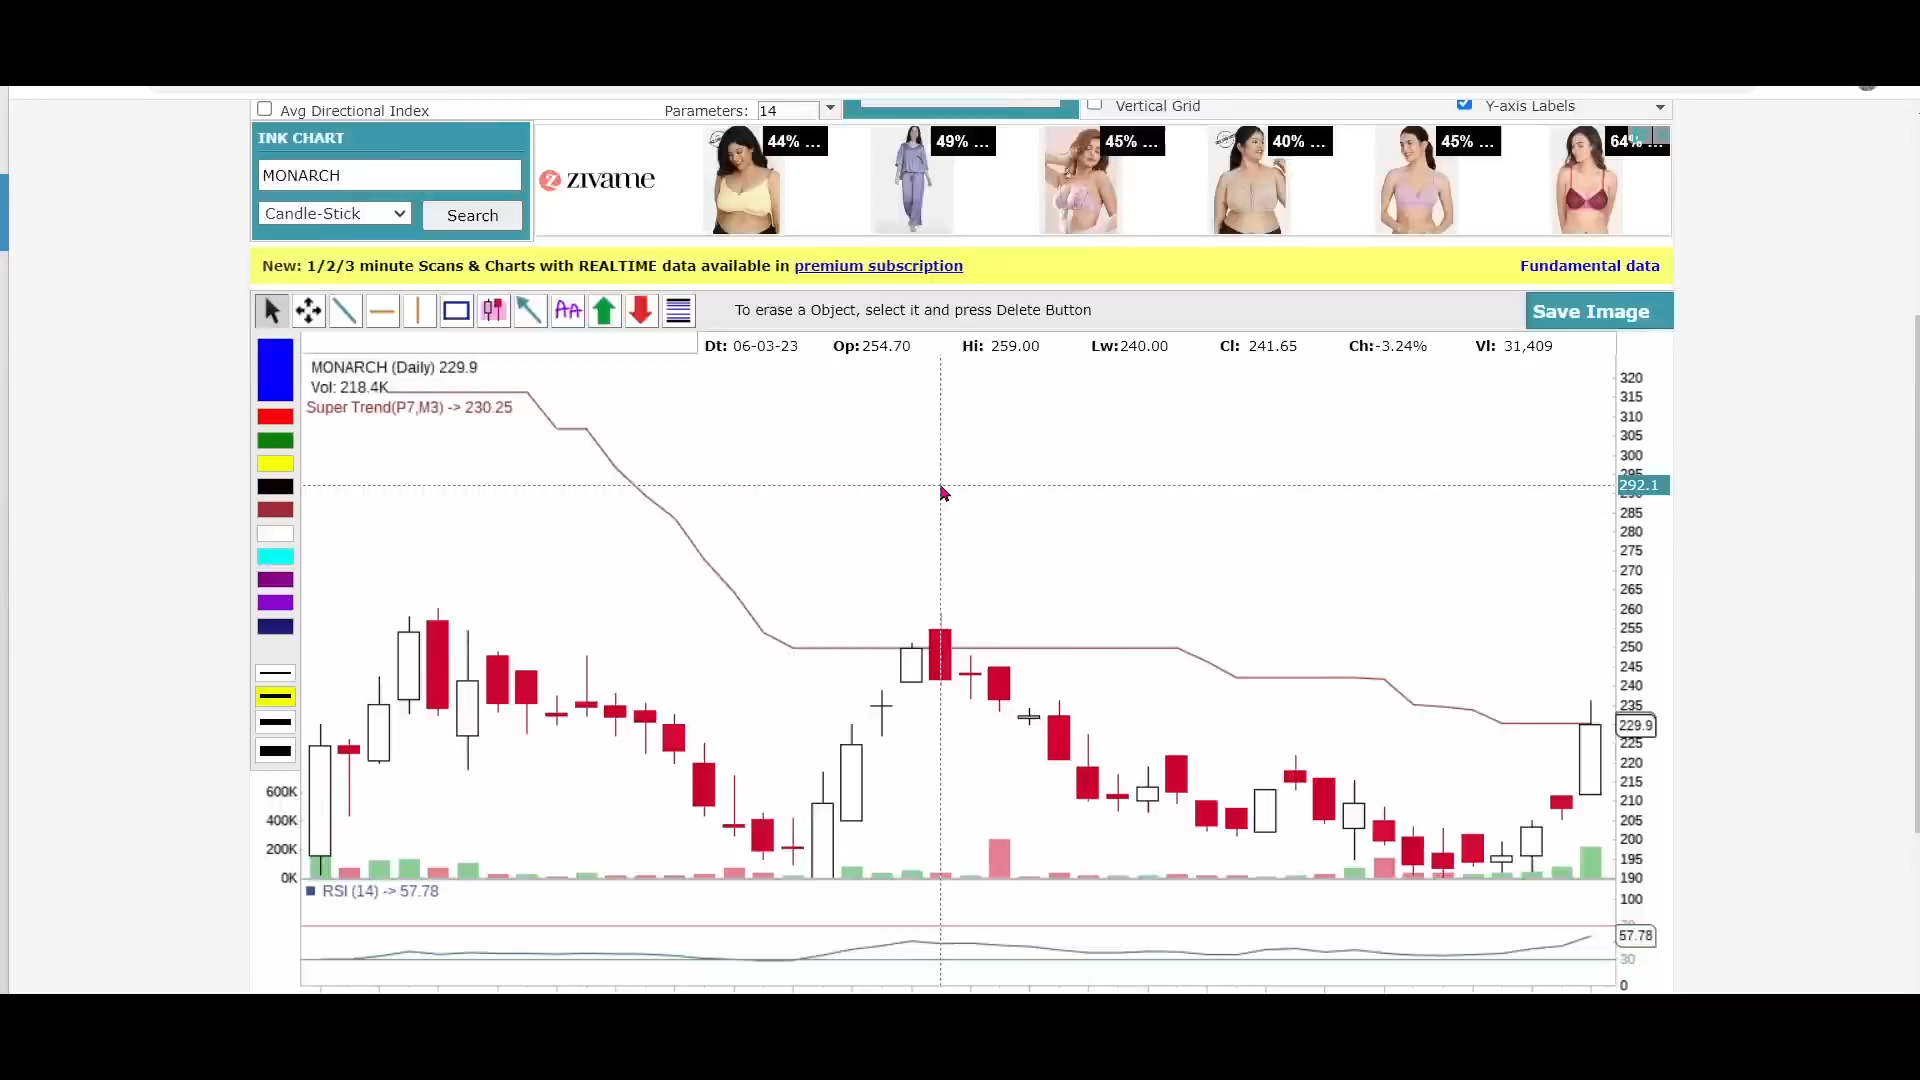 Avg Directional Index Parameters: 14 Vertical Grid Y-axis Labels
INK CHART
MONARCH
Candle-Stick Search
zivame
44% ... 49% ... 45% ... 40% ... 45% ... 64% ...
New: 1/2/3 minute Scans & Charts with REALTIME data available in premium subscription Fundamental data
AA To erase a Object, select it and press Delete Button Save Image
Dt: 06-03-23 Op:254.70 Hi: 259.00 Lw:240.00 Cl: 241.65 Ch:-3.24% Vl: 31,409
MONARCH (Daily) 229.9
Vol: 218.4K
Super Trend(P7,M3) -> 230.25
320
315
310
305
300
295
292.1
285
280
275
270
265
260
255
250
245
240
235
229.9
225
220
215
210
205
200
195
190
600K
400K
200K
0K
RSI (14) -> 57.78
100
70
57.78
30
0